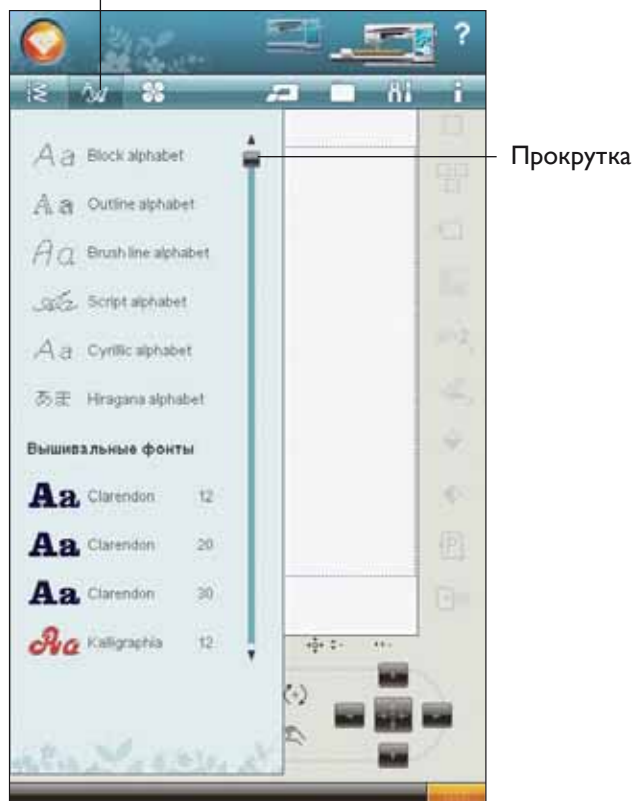 ?
i
Aa Block alphabet
Прокрутка
Aa Outline alphabet
Aa Brush line alphabet
Script alphabet
Aa Cyrillic alphabet
あま Hiragana alphabet
Вышивальные фонты
Aa Clarendon 12
Aa Clarendon 20
Aa Clarendon 30
Aa Kalligraphia 12